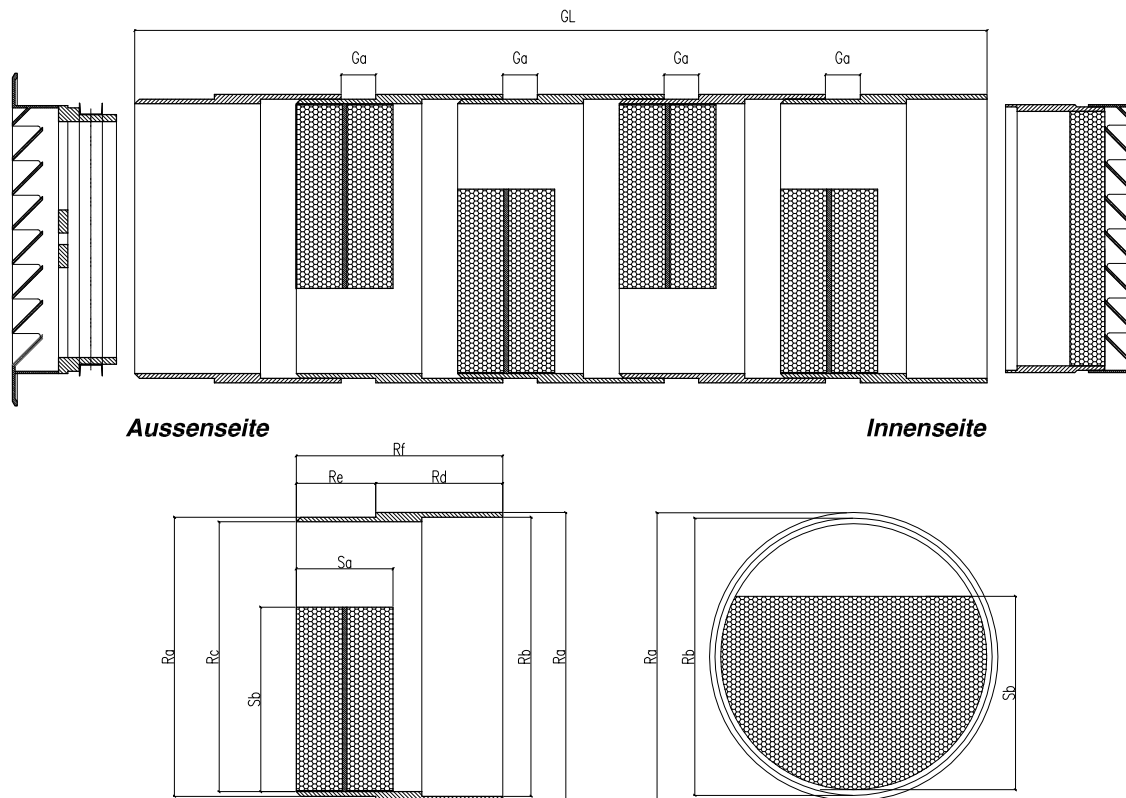 GL
Ga Ga Ga Ga
Aussenseite
Innenseite
Rf
Re Rd
Sa
Ra Rc Sb Rb Ra
Ra Rb Sb